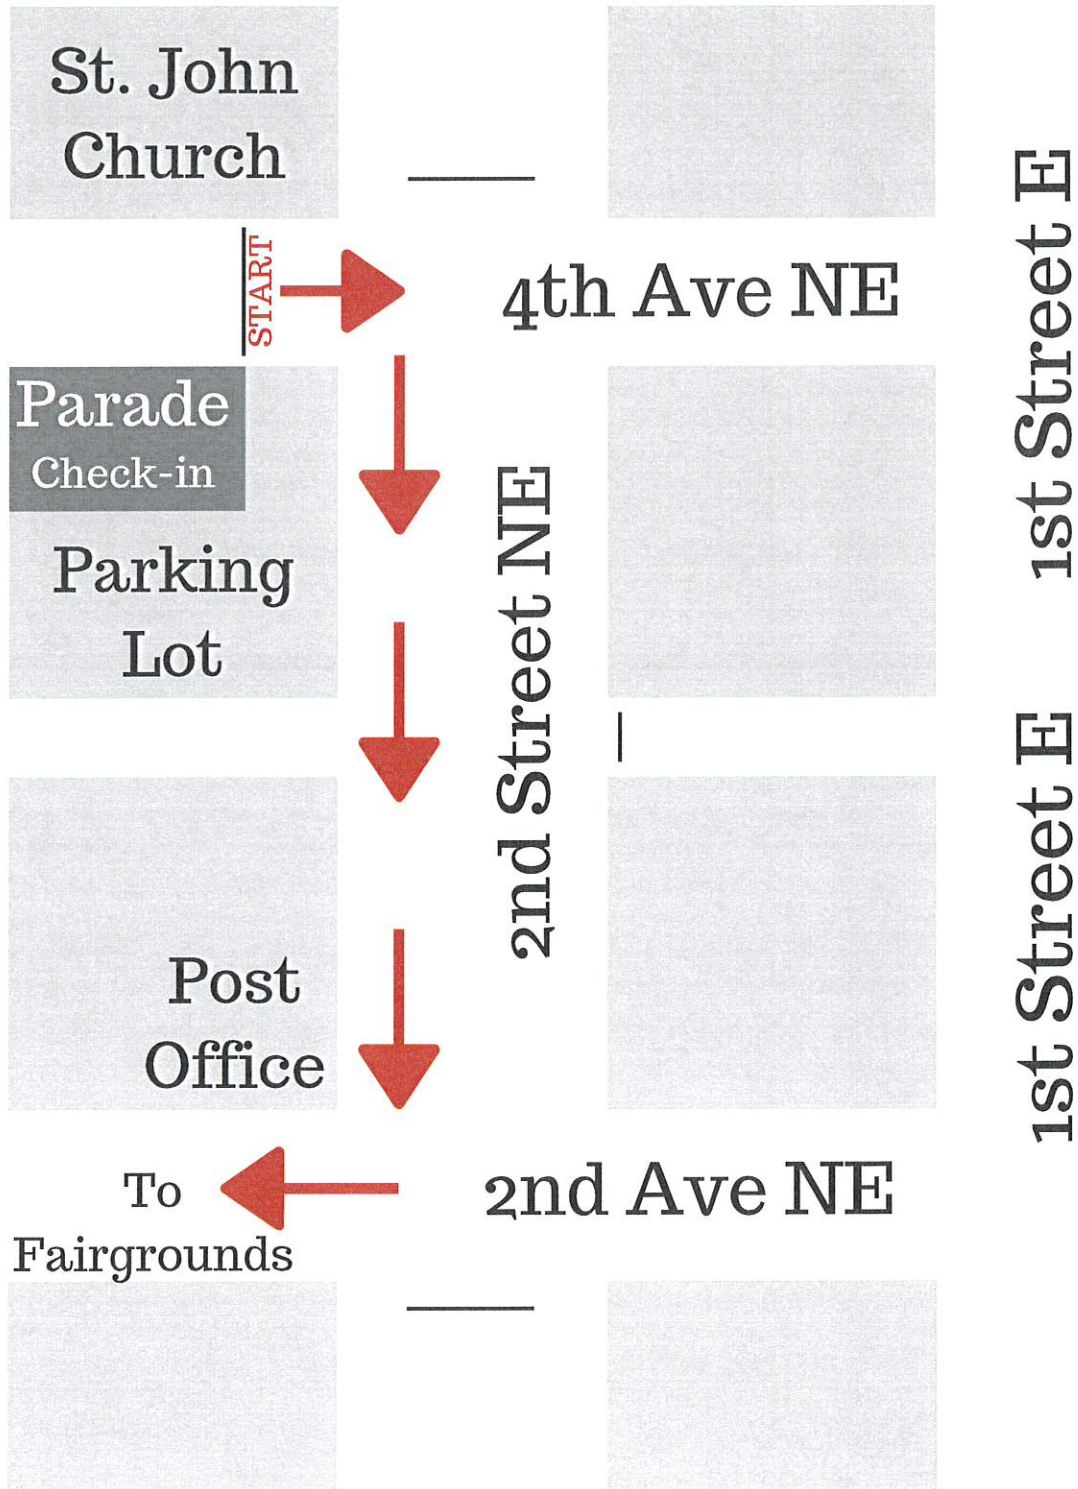 St. John
Church
START
4th Ave NE
1st Street E
Parade
Check-in
Parking
Lot
2nd Street NE
1st Street E
Post
Office
2nd Ave NE
To
Fairgrounds